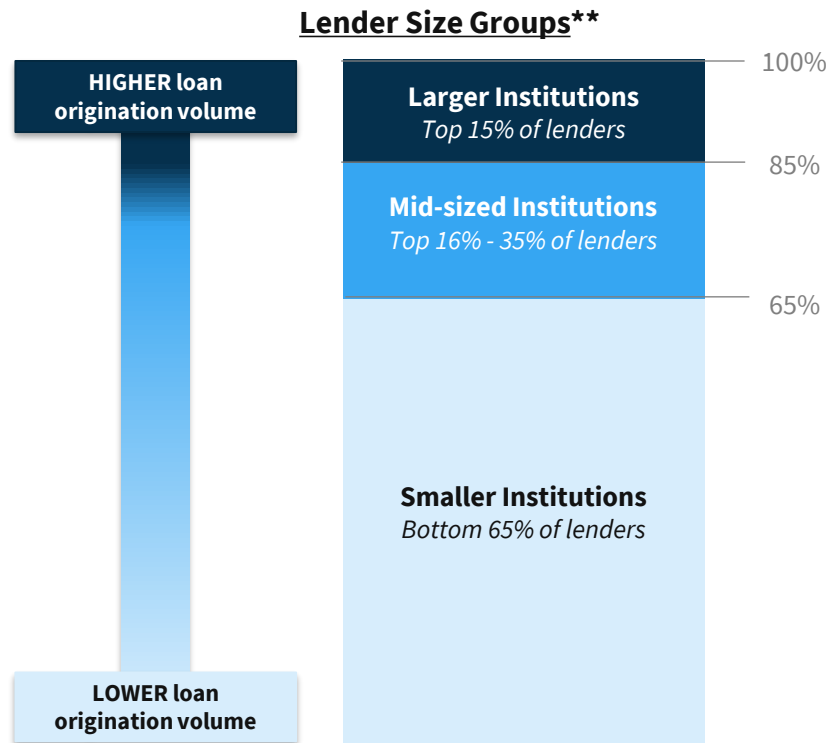 Lender Size Groups**
HIGHER loan
origination volume
100%
Larger Institutions
Top 15% of lenders
85%
Mid-sized Institutions
Top 16% - 35% of lenders
65%
Smaller Institutions
Bottom 65% of lenders
LOWER loan
origination volume